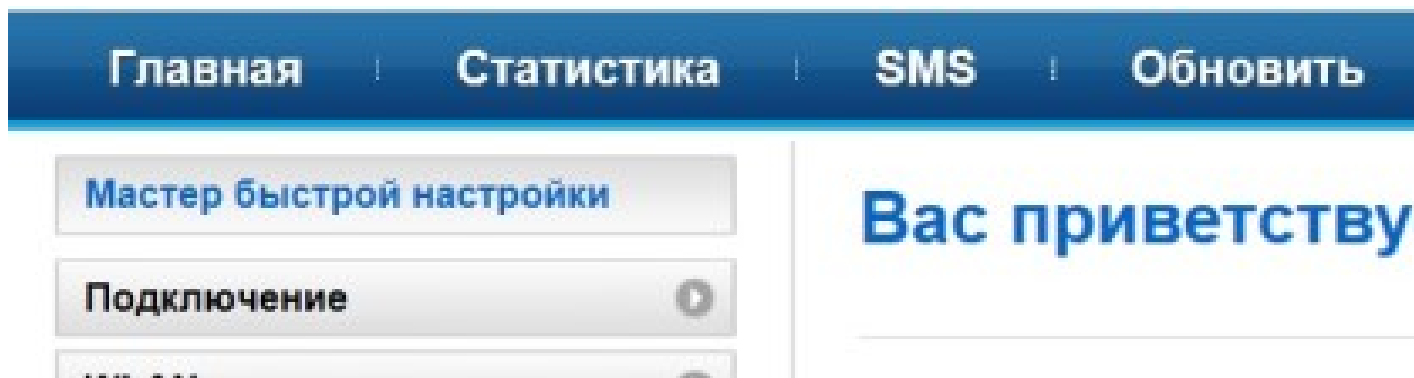 Главная Статистика SMS Обновить
Мастер быстрой настройки
Вас приветству
Подключение